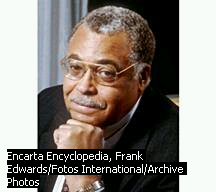 Encarta Encyclopedia, Frank
Edwards/Fotos International/Archive
Photos